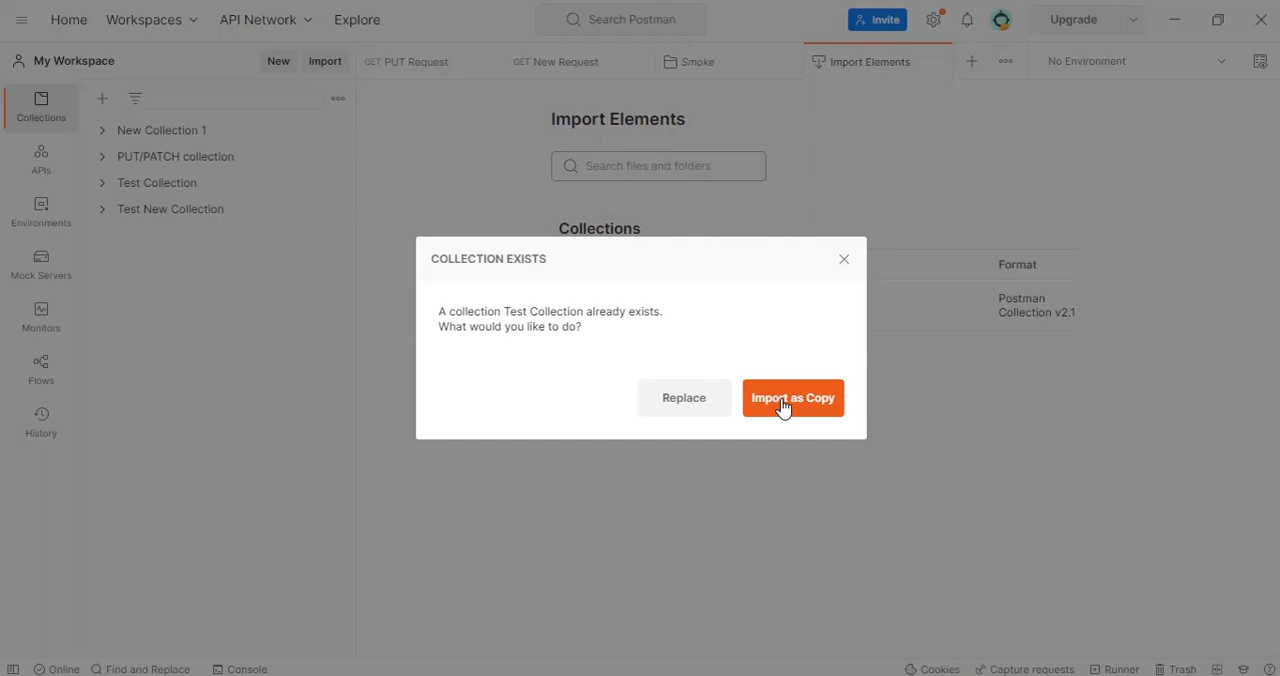 Home
Workspaces
API Network
Explore
Search Postman
Invite
Upgrade
My Workspace
New
Import
GET PUT Request
GET New Request
Smoke
Import Elements
No Environment
Collections
APIs
Environments
Mock Servers
Monitors
Flows
History
New Collection 1
PUT/PATCH collection
Test Collection
Test New Collection
Import Elements
Search files and folders
Collections
Format
Postman
Collection v2.1
COLLECTION EXISTS
A collection Test Collection already exists.
What would you like to do?
Replace
Import as Copy
Online
Find and Replace
Console
Cookies
Capture requests
Runner
Trash